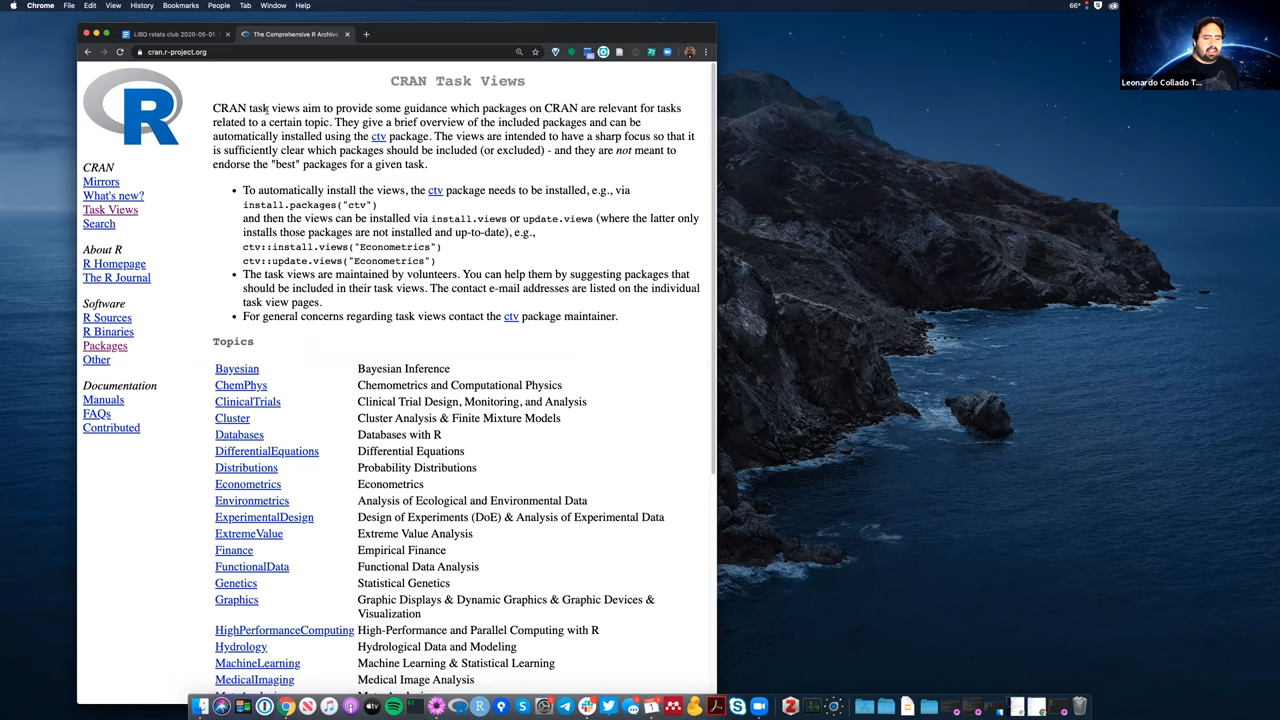 Chrome File Edit View History Bookmarks People Tab Window Help
66°
LIBD rstats club 2020-05-01:
The Comprehensive R Archive
cran.r-project.org
Leonardo Collado T...
CRAN Task Views
CRAN task views aim to provide some guidance which packages on CRAN are relevant for tasks
related to a certain topic. They give a brief overview of the included packages and can be
automatically installed using the ctv package. The views are intended to have a sharp focus so that it
is sufficiently clear which packages should be included (or excluded) - and they are not meant to
endorse the "best" packages for a given task.
To automatically install the views, the ctv package needs to be installed, e.g., via
install.packages("ctv")
and then the views can be installed via install.views or update.views (where the latter only
installs those packages are not installed and up-to-date), e.g.,
ctv::install.views("Econometrics")
ctv::update.views("Econometrics")
The task views are maintained by volunteers. You can help them by suggesting packages that
should be included in their task views. The contact e-mail addresses are listed on the individual
task view pages.
For general concerns regarding task views contact the ctv package maintainer.
R
CRAN
Mirrors
What's new?
Task Views
Search
About R
R Homepage
The R Journal
Software
R Sources
R Binaries
Packages
Other
Documentation
Manuals
FAQs
Contributed
Topics
Bayesian Bayesian Inference
ChemPhys Chemometrics and Computational Physics
ClinicalTrials Clinical Trial Design, Monitoring, and Analysis
Cluster Cluster Analysis & Finite Mixture Models
Databases Databases with R
DifferentialEquations Differential Equations
Distributions Probability Distributions
Econometrics Econometrics
Environmetrics Analysis of Ecological and Environmental Data
ExperimentalDesign Design of Experiments (DoE) & Analysis of Experimental Data
ExtremeValue Extreme Value Analysis
Finance Empirical Finance
FunctionalData Functional Data Analysis
Genetics Statistical Genetics
Graphics Graphic Displays & Dynamic Graphics & Graphic Devices &
Visualization
HighPerformanceComputing High-Performance and Parallel Computing with R
Hydrology Hydrological Data and Modeling
MachineLearning Machine Learning & Statistical Learning
MedicalImaging Medical Image Analysis